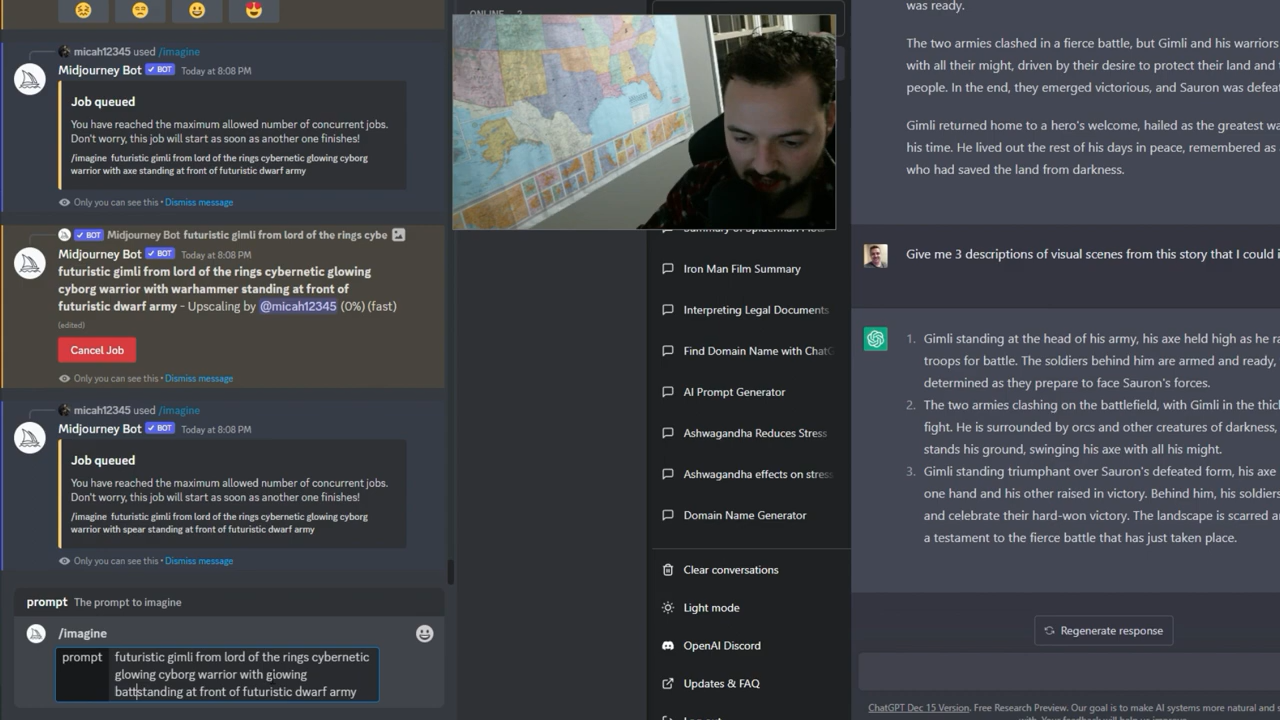 micah12345 used /imagine
Midjourney Bot ✓ BOT Today at 8:08 PM
Job queued
You have reached the maximum allowed number of concurrent jobs.
Don't worry, this job will start as soon as another one finishes!
/imagine futuristic gimli from lord of the rings cybernetic glowing cyborg
warrior with axe standing at front of futuristic dwarf army
Only you can see this • Dismiss message
✓ BOT Midjourney Bot futuristic gimli from lord of the rings cybe
Midjourney Bot ✓ BOT Today at 8:08 PM
futuristic gimli from lord of the rings cybernetic glowing
cyborg warrior with warhammer standing at front of
futuristic dwarf army - Upscaling by @micah12345 (0%) (fast)
(edited)
Cancel Job
Only you can see this • Dismiss message
micah12345 used /imagine
Midjourney Bot ✓ BOT Today at 8:08 PM
Job queued
You have reached the maximum allowed number of concurrent jobs.
Don't worry, this job will start as soon as another one finishes!
/imagine futuristic gimli from lord of the rings cybernetic glowing cyborg
warrior with spear standing at front of futuristic dwarf army
Only you can see this • Dismiss message
prompt The prompt to imagine
/imagine
prompt futuristic gimli from lord of the rings cybernetic
glowing cyborg warrior with glowing
battstanding at front of futuristic dwarf army
Iron Man Film Summary
Interpreting Legal Documents
Find Domain Name with ChatG
AI Prompt Generator
Ashwagandha Reduces Stress
Ashwagandha effects on stress
Domain Name Generator
Clear conversations
Light mode
OpenAI Discord
Updates & FAQ
was ready.
The two armies clashed in a fierce battle, but Gimli and his warriors
with all their might, driven by their desire to protect their land and
people. In the end, they emerged victorious, and Sauron was defea
Gimli returned home to a hero's welcome, hailed as the greatest wa
his time. He lived out the rest of his days in peace, remembered as
who had saved the land from darkness.
Give me 3 descriptions of visual scenes from this story that I could i
1. Gimli standing at the head of his army, his axe held high as he ra
troops for battle. The soldiers behind him are armed and ready,
determined as they prepare to face Sauron's forces.
2. The two armies clashing on the battlefield, with Gimli in the thic
fight. He is surrounded by orcs and other creatures of darkness,
stands his ground, swinging his axe with all his might.
3. Gimli standing triumphant over Sauron's defeated form, his axe
one hand and his other raised in victory. Behind him, his soldiers
and celebrate their hard-won victory. The landscape is scarred a
a testament to the fierce battle that has just taken place.
Regenerate response
ChatGPT Dec 15 Version. Free Research Preview. Our goal is to make AI systems more natural and s